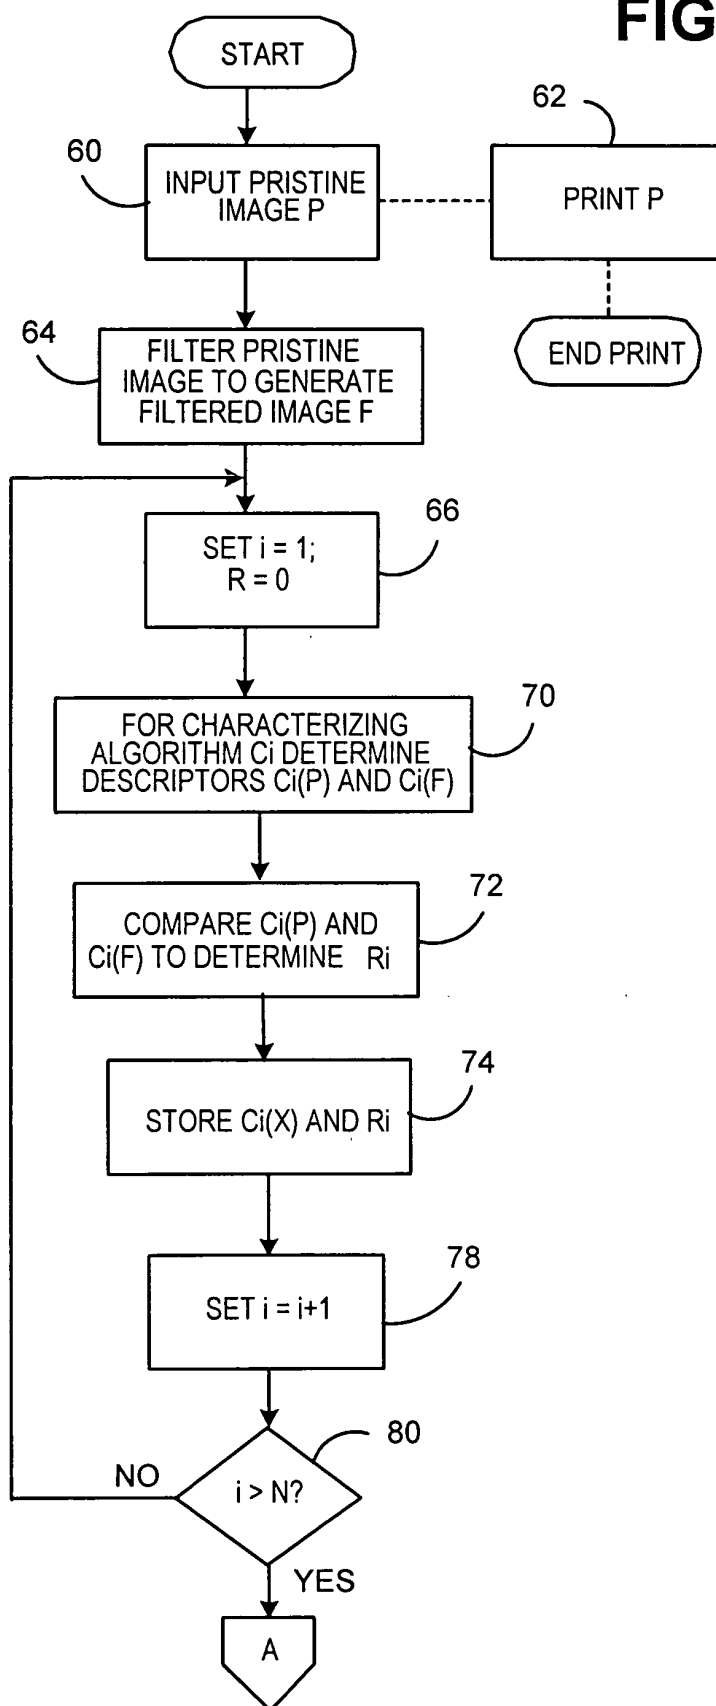 FIG
START
62
60
INPUT PRISTINE
IMAGE P
PRINT P
64
FILTER PRISTINE
IMAGE TO GENERATE
FILTERED IMAGE F
END PRINT
66
SET i = 1;
R = 0
70
FOR CHARACTERIZING
ALGORITHM Ci DETERMINE
DESCRIPTORS Ci(P) AND Ci(F)
72
COMPARE Ci(P) AND
Ci(F) TO DETERMINE Ri
74
STORE Ci(X) AND Ri
78
SET i = i+1
80
NO
i > N?
YES
A